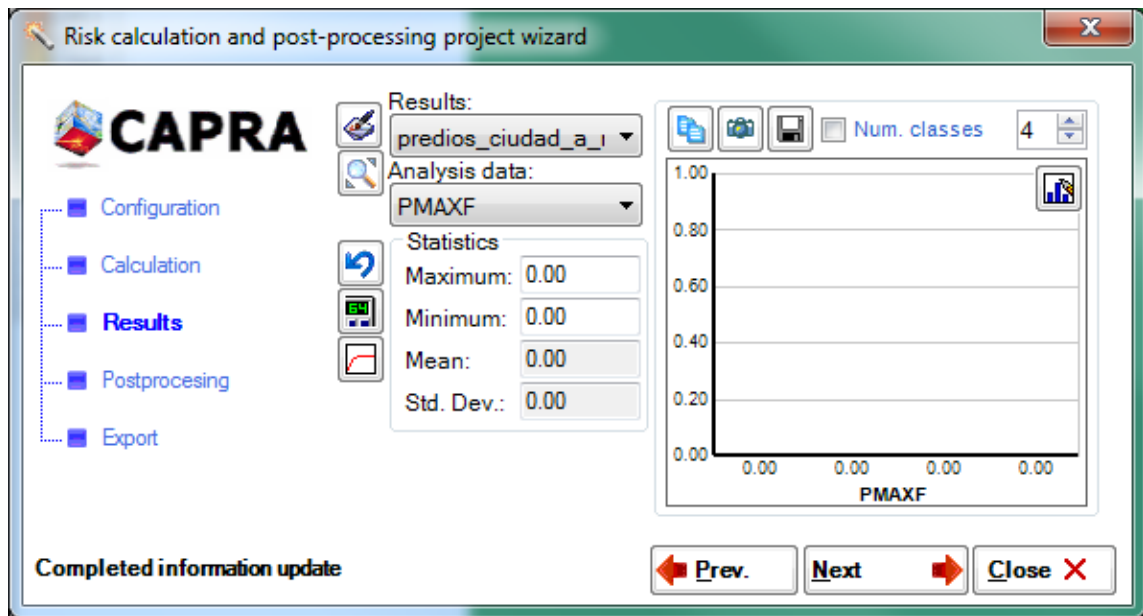 Risk calculation and post-processing project wizard
CAPRA
Configuration
Calculation
Results
Postprocesing
Export
Results:
predios_ciudad_a_
Analysis data:
PMAXF
Statistics
Maximum: 0.00
Minimum: 0.00
Mean: 0.00
Std. Dev.: 0.00
Num. classes 4
1.00
0.80
0.60
0.40
0.20
0.00
0.00 0.00 0.00 0.00
PMAXF
Completed information update
Prev. Next Close